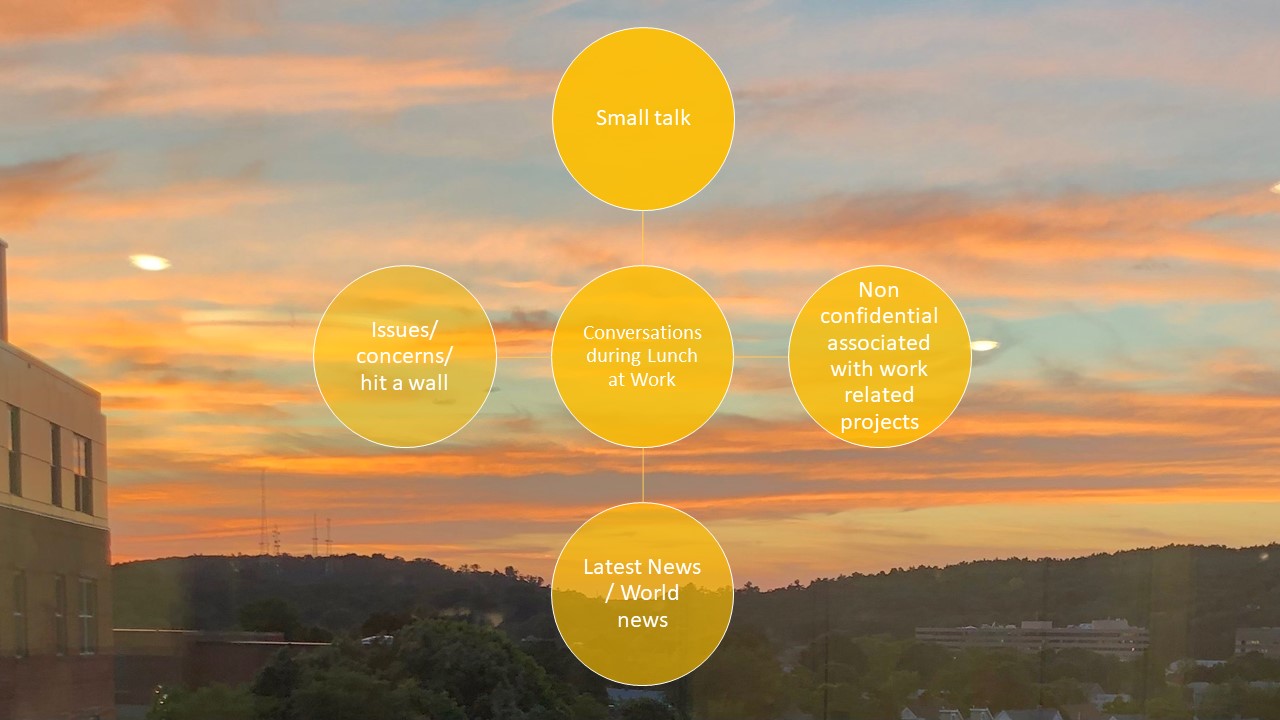 Small talk
Issues/
concerns/
hit a wall
Conversations
during Lunch
at Work
Non
confidential
associated
with work
related
projects
Latest News
/ World
news